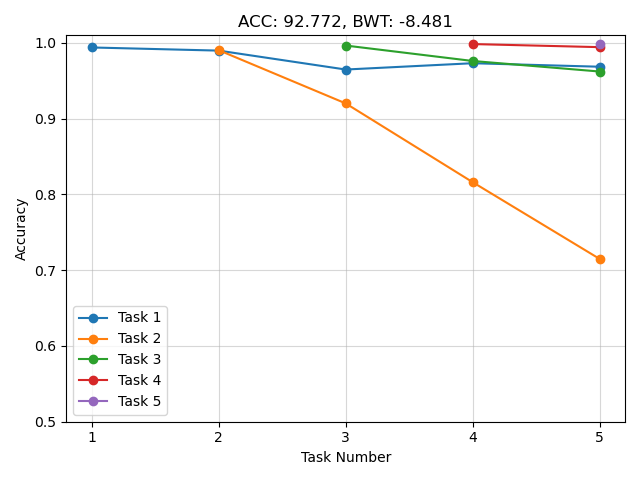 ACC: 92.772, BWT: -8.481
Accuracy
1.0
0.9
0.8
0.7
0.6
0.5
Task 1
Task 2
Task 3
Task 4
Task 5
1 2 3 4 5
Task Number